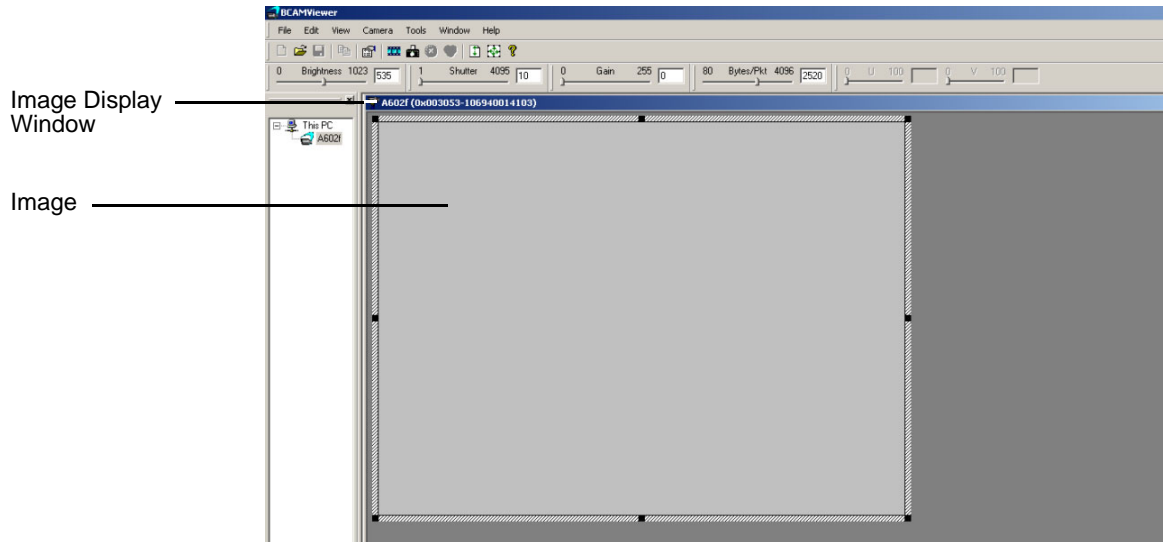 BCAMViewer
File Edit View Camera Tools Window Help
0 Brightness 1023 535 1 Shutter 4095 10 0 Gain 255 0 80 Bytes/Pkt 4096 2520 0 U 100 0 V 100
Image Display
Window
A602f (0x003053-106940014103)
This PC
A602f
Image